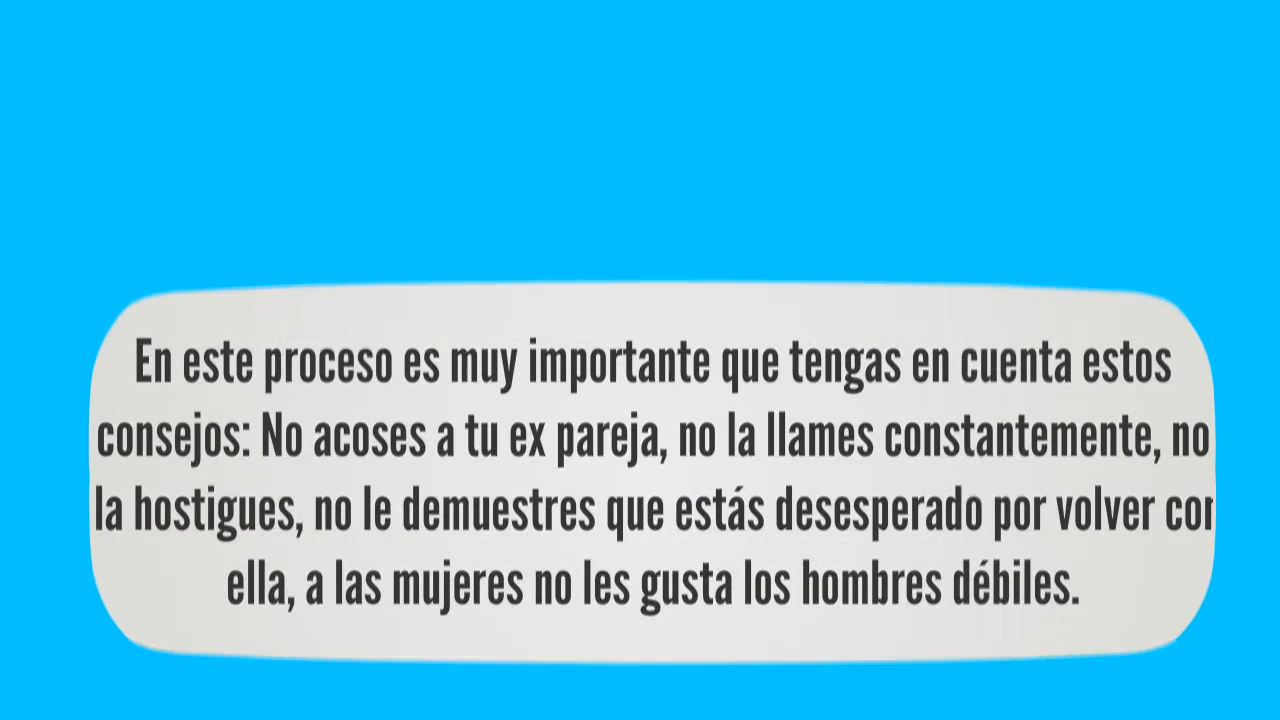 En este proceso es muy importante que tengas en cuenta estos
consejos: No acoses a tu ex pareja, no la llames constantemente, no
la hostigues, no le demuestres que estás desesperado por volver con
ella, a las mujeres no les gusta los hombres débiles.